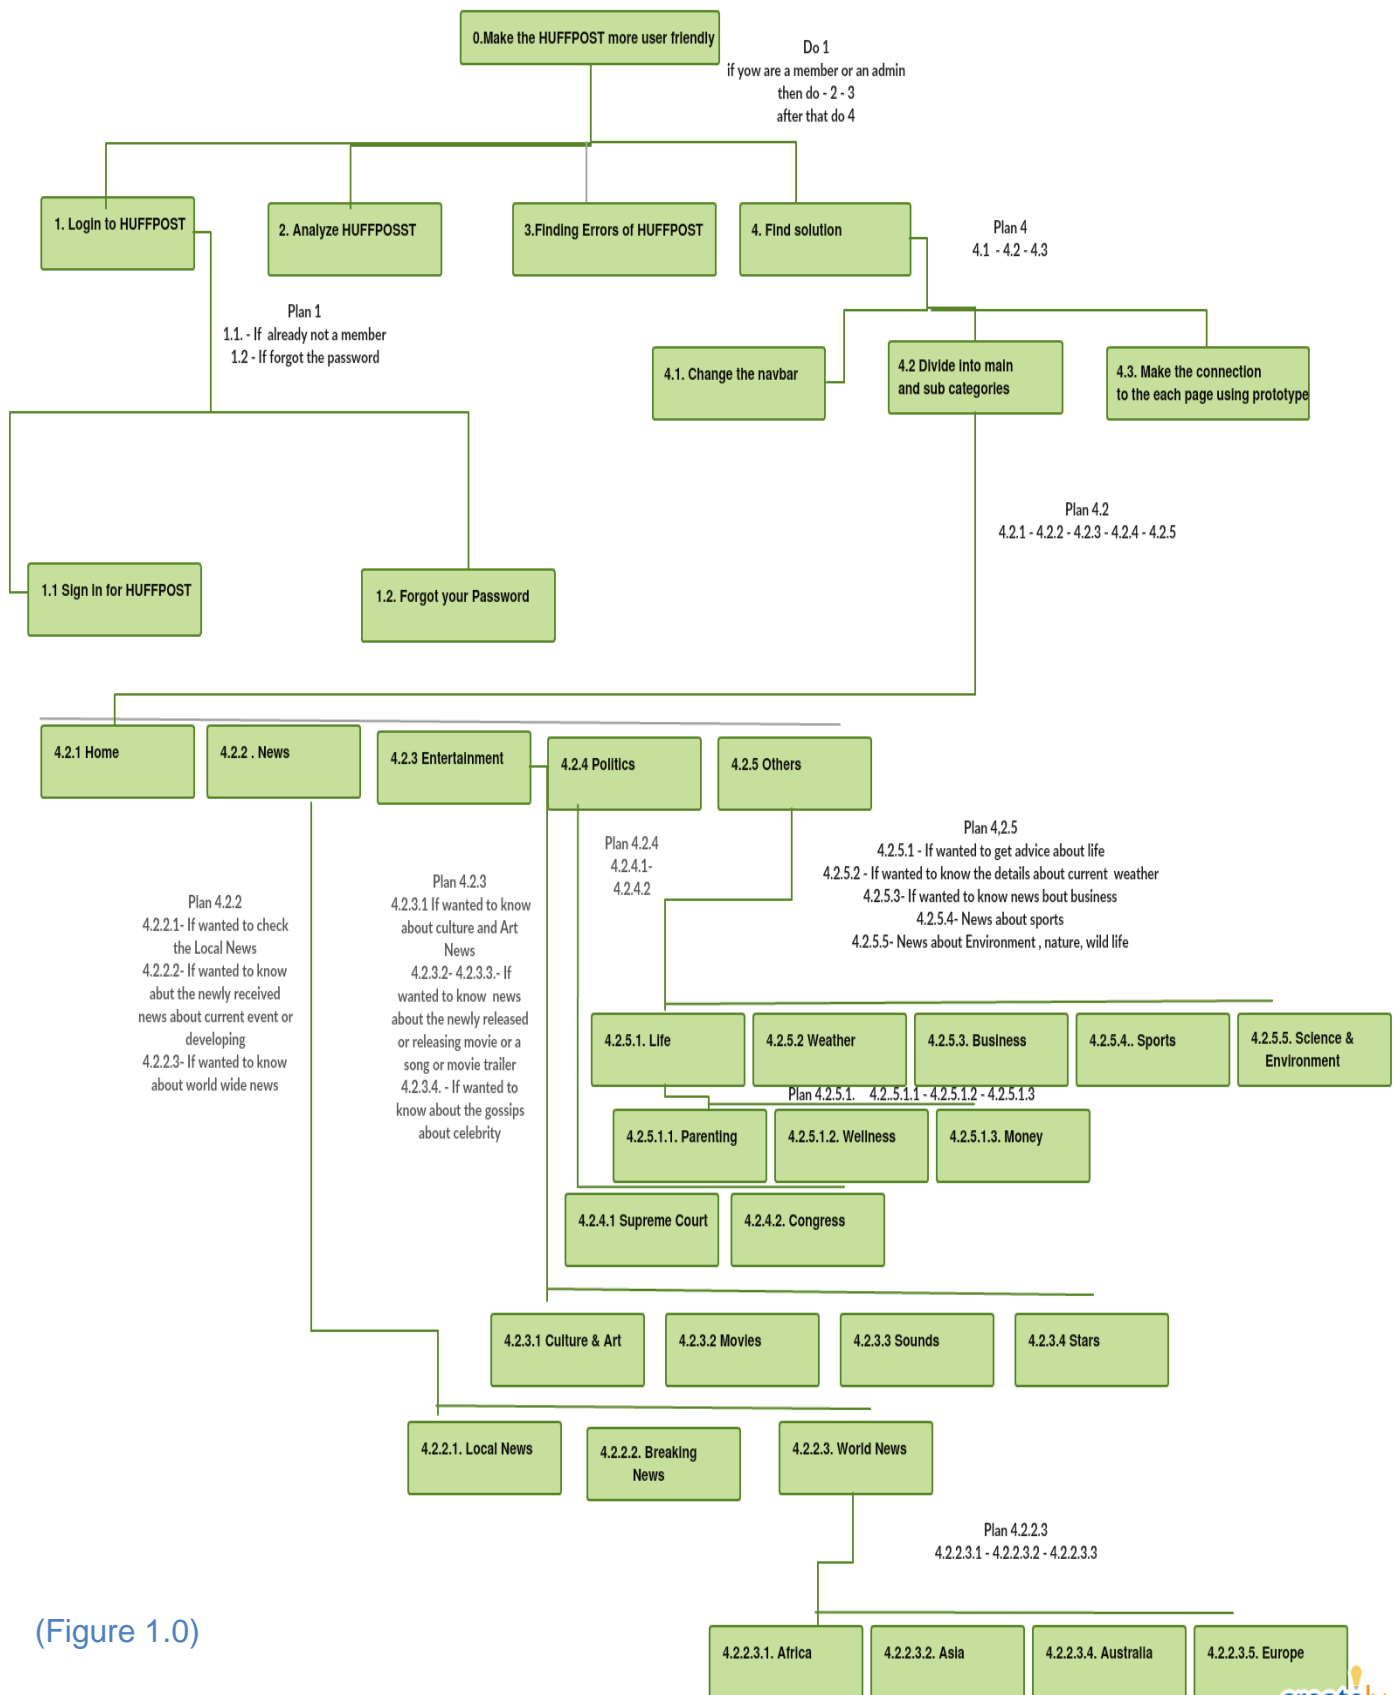 0.Make the HUFFPOST more user friendly
Do 1
if yow are a member or an admin
then do - 2 - 3
after that do 4
1. Login to HUFFPOST
2. Analyze HUFFPOSST
3.Finding Errors of HUFFPOST
4. Find solution
Plan 4
4.1 - 4.2 - 4.3
Plan 1
1.1. - If already not a member
1.2 - If forgot the password
4.1. Change the navbar
4.2 Divide into main
and sub categories
4.3. Make the connection
to the each page using prototype
Plan 4.2
4.2.1 - 4.2.2 - 4.2.3 - 4.2.4 - 4.2.5
1.1 Sign in for HUFFPOST
1.2. Forgot your Password
4.2.1 Home
4.2.2 . News
4.2.3 Entertainment
4.2.4 Politics
4.2.5 Others
Plan 4.2.2
4.2.2.1- If wanted to check
the Local News
4.2.2.2- If wanted to know
abut the newly received
news about current event or
developing
4.2.2.3- If wanted to know
about world wide news
Plan 4.2.3
4.2.3.1 If wanted to know
about culture and Art
News
4.2.3.2- 4.2.3.3.- If
wanted to know news
about the newly released
or releasing movie or a
song or movie trailer
4.2.3.4. - If wanted to
know about the gossips
about celebrity
Plan 4.2.4
4.2.4.1-
4.2.4.2
Plan 4,2.5
4.2.5.1 - If wanted to get advice about life
4.2.5.2 - If wanted to know the details about current weather
4.2.5.3- If wanted to know news bout business
4.2.5.4- News about sports
4.2.5.5- News about Environment , nature, wild life
4.2.5.1. Life
4.2.5.2 Weather
4.2.5.3. Business
4.2.5.4.. Sports
4.2.5.5. Science &
Environment
Plan 4.2.5.1. 4.2..5.1.1 - 4.2.5.1.2 - 4.2.5.1.3
4.2.5.1.1. Parenting
4.2.5.1.2. Wellness
4.2.5.1.3. Money
4.2.4.1 Supreme Court
4.2.4.2. Congress
4.2.3.1 Culture & Art
4.2.3.2 Movies
4.2.3.3 Sounds
4.2.3.4 Stars
4.2.2.1. Local News
4.2.2.2. Breaking
News
4.2.2.3. World News
Plan 4.2.2.3
4.2.2.3.1 - 4.2.2.3.2 - 4.2.2.3.3
(Figure 1.0)
4.2.2.3.1. Africa
4.2.2.3.2. Asia
4.2.2.3.4. Australia
4.2.2.3.5. Europe